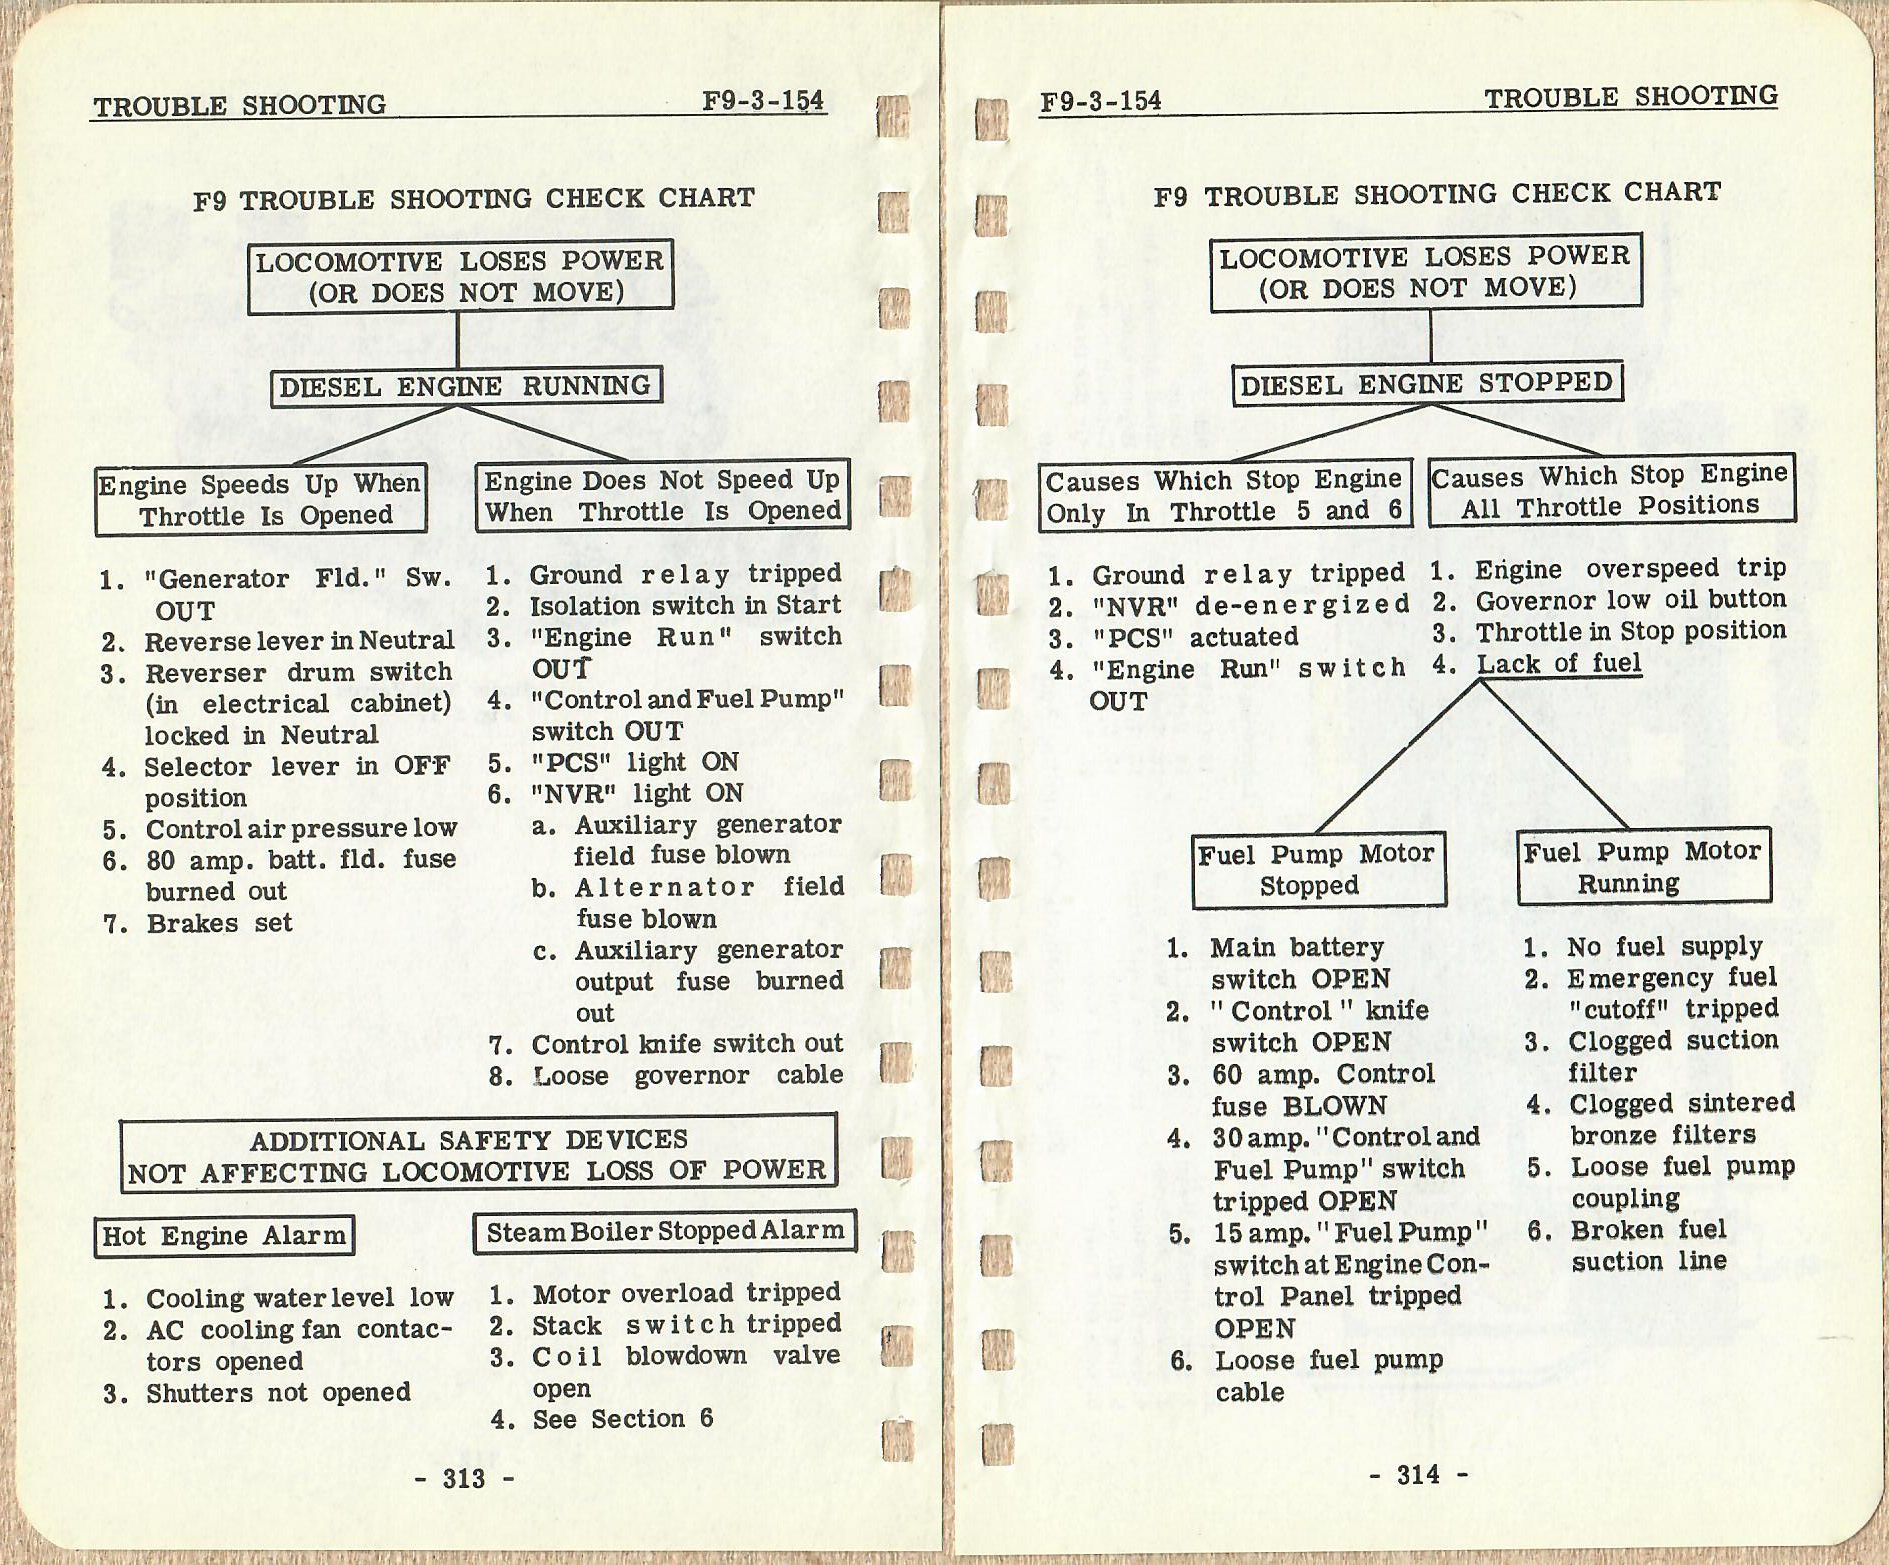 TROUBLE SHOOTING F9-3-154
F9 TROUBLE SHOOTING CHECK CHART
LOCOMOTIVE LOSES POWER
(OR DOES NOT MOVE)
DIESEL ENGINE RUNNING
Engine Speeds Up When
Throttle Is Opened
1. "Generator Fld." Sw.
OUT
2. Reverse lever in Neutral
3. Reverser drum switch
(in electrical cabinet)
locked in Neutral
4. Selector lever in OFF
position
5. Control air pressure low
6. 80 amp. batt. fld. fuse
burned out
7. Brakes set
Engine Does Not Speed Up
When Throttle Is Opened
1. Ground relay tripped
2. Isolation switch in Start
3. "Engine Run" switch
OUT
4. "Control and Fuel Pump"
switch OUT
5. "PCS" light ON
6. "NVR" light ON
a. Auxiliary generator
field fuse blown
b. Alternator field
fuse blown
c. Auxiliary generator
output fuse burned
out
7. Control knife switch out
8. Loose governor cable
ADDITIONAL SAFETY DEVICES
NOT AFFECTING LOCOMOTIVE LOSS OF POWER
Hot Engine Alarm
1. Cooling water level low
2. AC cooling fan contac-
tors opened
3. Shutters not opened
Steam Boiler Stopped Alarm
1. Motor overload tripped
2. Stack switch tripped
3. Coil blowdown valve
open
4. See Section 6
- 313 -
F9-3-154 TROUBLE SHOOTING
F9 TROUBLE SHOOTING CHECK CHART
LOCOMOTIVE LOSES POWER
(OR DOES NOT MOVE)
DIESEL ENGINE STOPPED
Causes Which Stop Engine
Only In Throttle 5 and 6
1. Ground relay tripped
2. "NVR" de-energized
3. "PCS" actuated
4. "Engine Run" switch
OUT
Causes Which Stop Engine
All Throttle Positions
1. Engine overspeed trip
2. Governor low oil button
3. Throttle in Stop position
4. Lack of fuel
Fuel Pump Motor
Stopped
1. Main battery
switch OPEN
2. "Control" knife
switch OPEN
3. 60 amp. Control
fuse BLOWN
4. 30 amp. "Control and
Fuel Pump" switch
tripped OPEN
5. 15 amp. "Fuel Pump"
switch at Engine Con-
trol Panel tripped
OPEN
6. Loose fuel pump
cable
Fuel Pump Motor
Running
1. No fuel supply
2. Emergency fuel
"cutoff" tripped
3. Clogged suction
filter
4. Clogged sintered
bronze filters
5. Loose fuel pump
coupling
6. Broken fuel
suction line
- 314 -